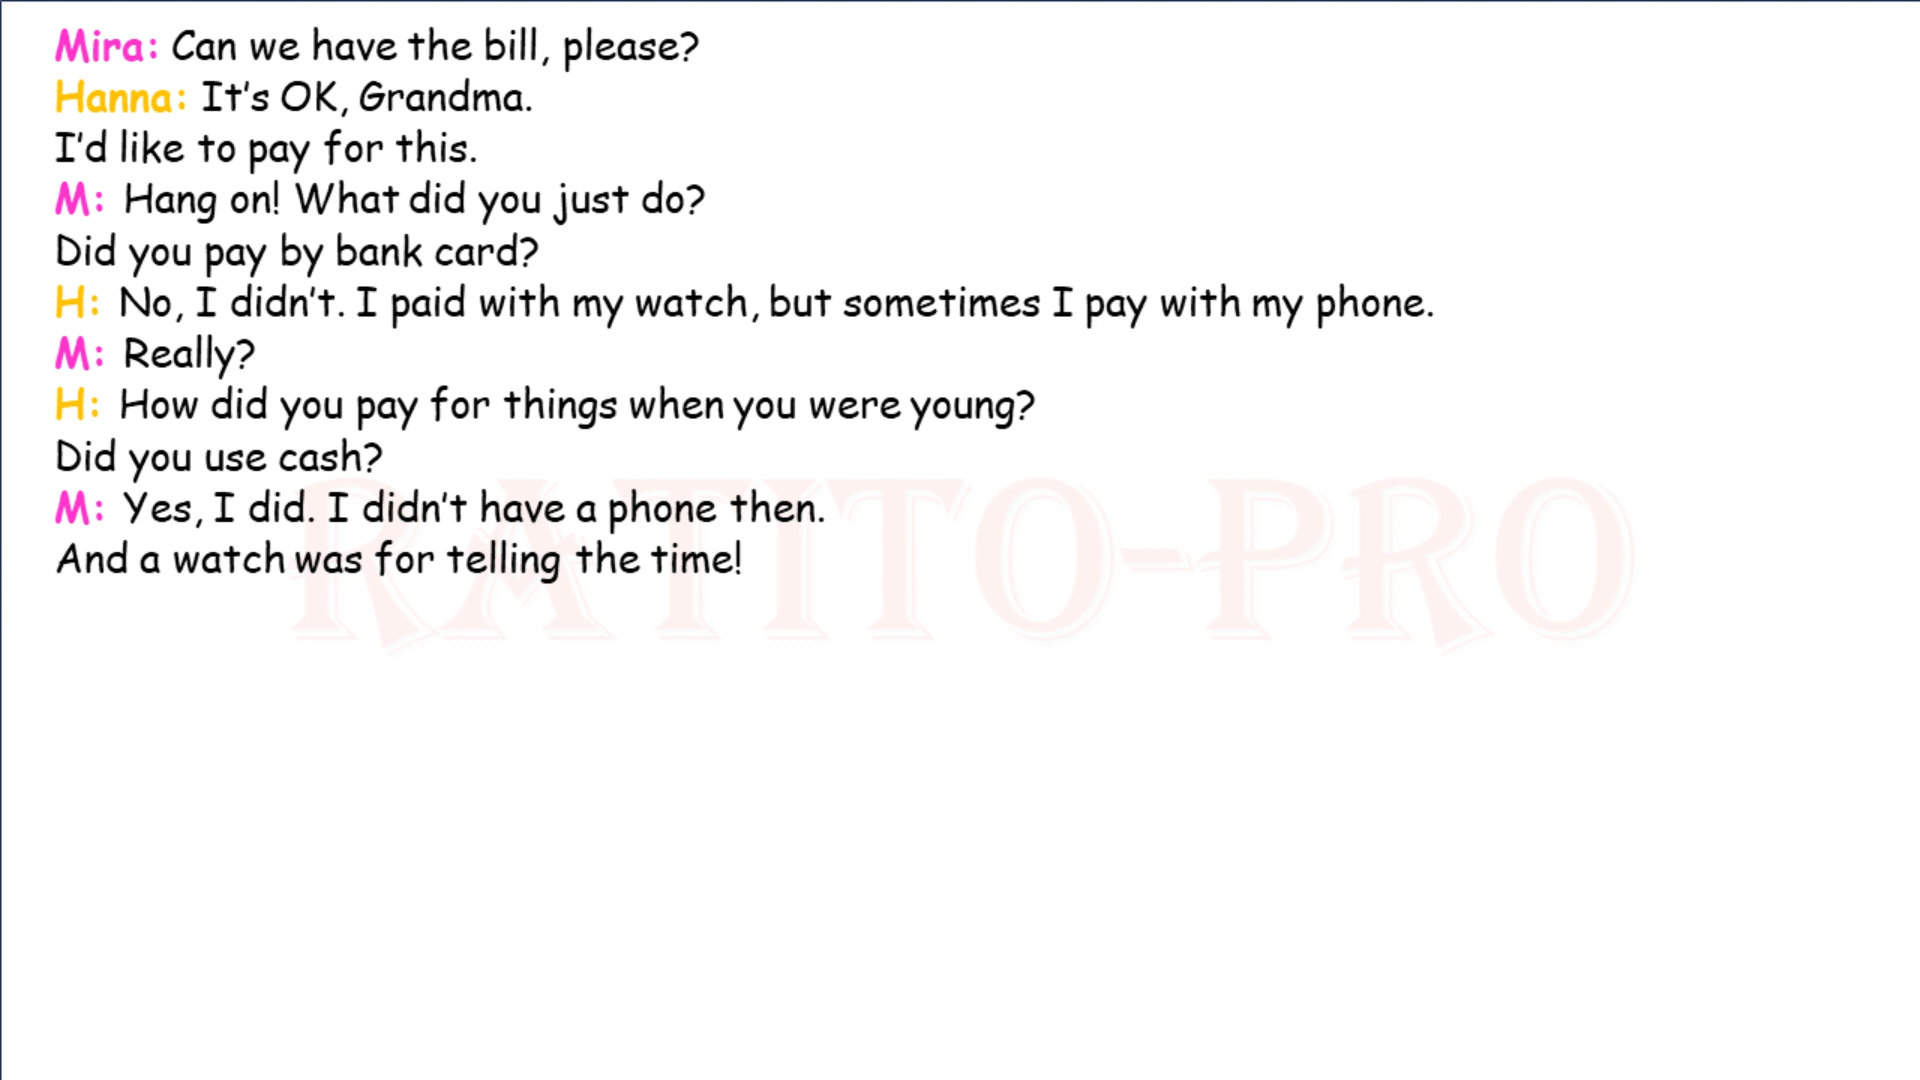 Mira: Can we have the bill, please?
Hanna: It's OK, Grandma.
I'd like to pay for this.
M: Hang on! What did you just do?
Did you pay by bank card?
H: No, I didn't. I paid with my watch, but sometimes I pay with my phone.
M: Really?
H: How did you pay for things when you were young?
Did you use cash?
M: Yes, I did. I didn't have a phone then.
And a watch was for telling the time!
RATITO-PRO